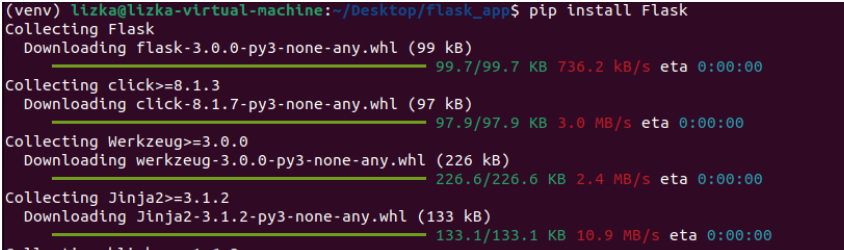 (venv) lizka@lizka-virtual-machine:~/Desktop/flask_app$ pip install Flask
Collecting Flask
Downloading flask-3.0.0-py3-none-any.whl (99 kB)
99.7/99.7 KB 736.2 kB/s eta 0:00:00
Collecting click>=8.1.3
Downloading click-8.1.7-py3-none-any.whl (97 kB)
97.9/97.9 KB 3.0 MB/s eta 0:00:00
Collecting Werkzeug>=3.0.0
Downloading werkzeug-3.0.0-py3-none-any.whl (226 kB)
226.6/226.6 KB 2.4 MB/s eta 0:00:00
Collecting Jinja2>=3.1.2
Downloading Jinja2-3.1.2-py3-none-any.whl (133 kB)
133.1/133.1 KB 10.9 MB/s eta 0:00:00